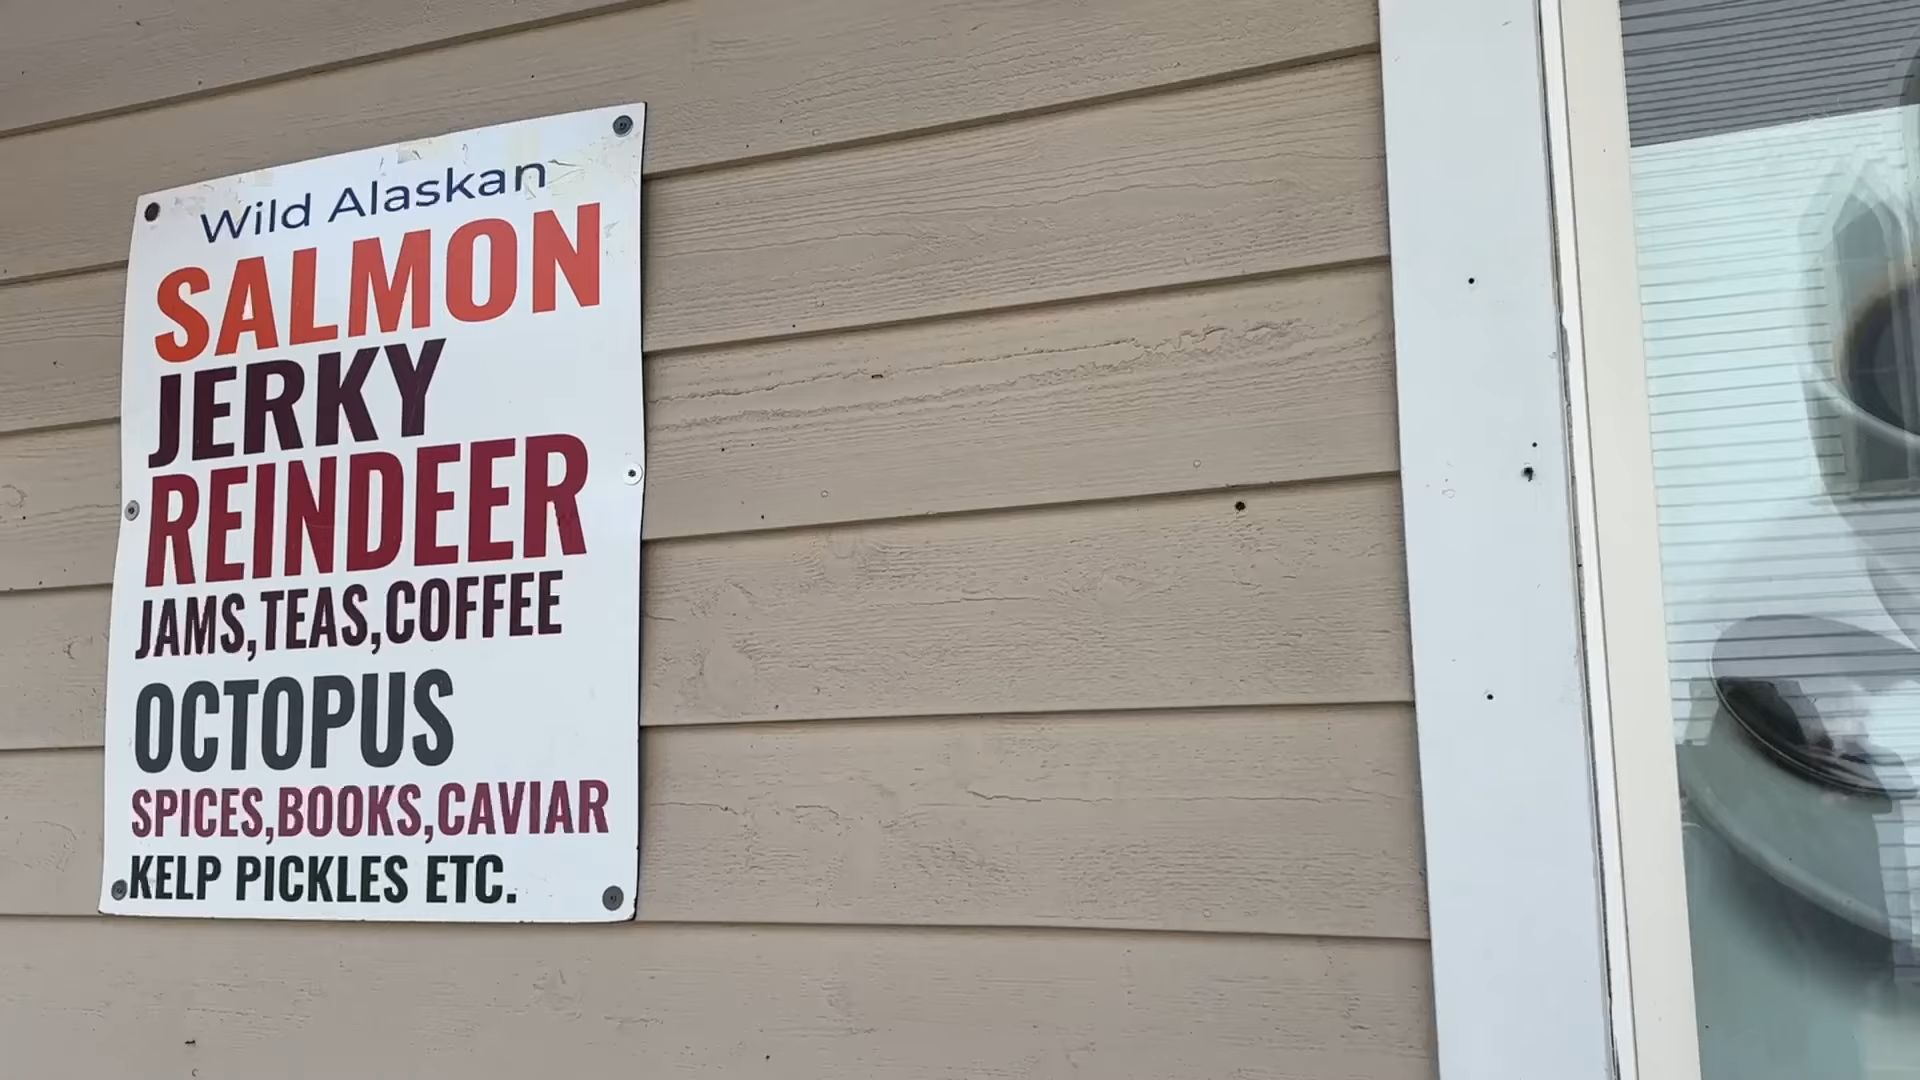 Wild Alaskan
SALMON
JERKY
REINDEER
JAMS,TEAS,COFFEE
OCTOPUS
SPICES,BOOKS,CAVIAR
KELP PICKLES ETC.